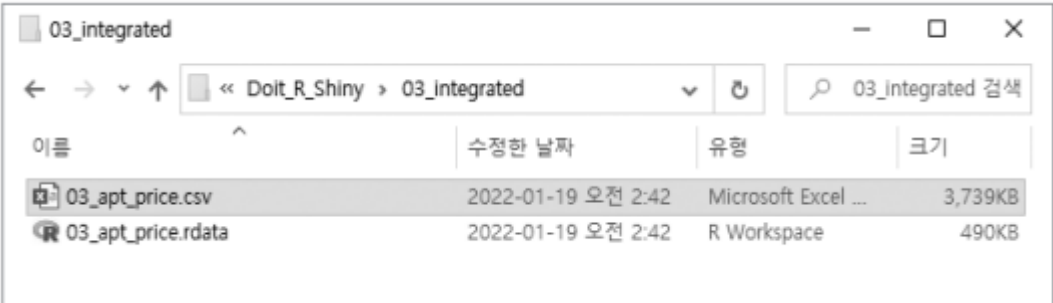 03_integrated
« Doit_R_Shiny › 03_integrated
03_integrated 검색
이름 수정한 날짜 유형 크기
03_apt_price.csv 2022-01-19 오전 2:42 Microsoft Excel ... 3,739KB
03_apt_price.rdata 2022-01-19 오전 2:42 R Workspace 490KB